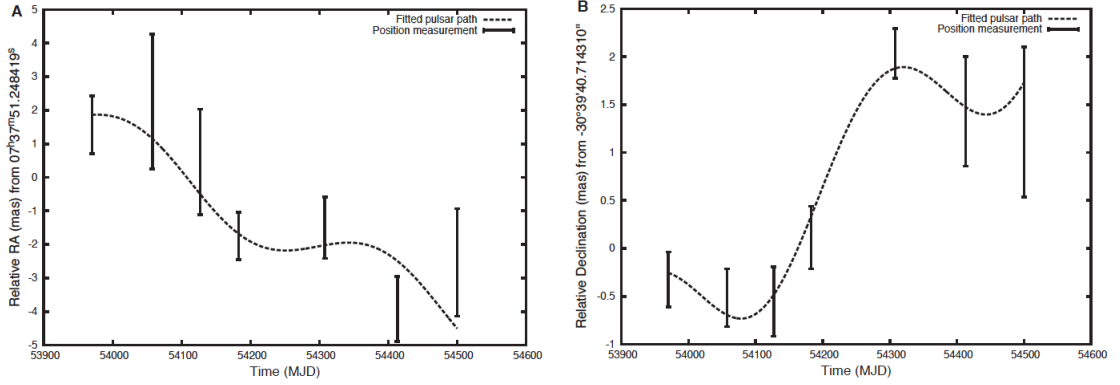 A
Fitted pulsar path
Position measurement
Relative RA (mas) from 07ʰ37ᵐ51.248419ˢ
5
4
3
2
1
0
-1
-2
-3
-4
-5
53900 54000 54100 54200 54300 54400 54500 54600
Time (MJD)
B
Fitted pulsar path
Position measurement
Relative Declination (mas) from -30°39'40.714310"
2.5
2
1.5
1
0.5
0
-0.5
-1
53900 54000 54100 54200 54300 54400 54500 54600
Time (MJD)